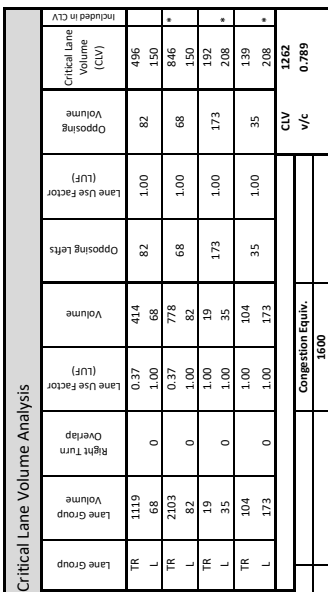 Critical Lane Volume Analysis
Lane Group
Lane Group Volume
Right Turn Overlap
Lane Use Factor (LUF)
Volume
Opposing Lefts
Lane Use Factor (LUF)
Opposing Volume
Critical Lane Volume (CLV)
Included in CLV
TR 1119 0.37 414 82 1.00 82 496
L 68 0 1.00 68 150
TR 2103 0.37 778 68 1.00 68 846 *
L 82 0 1.00 82 150
TR 19 1.00 19 173 1.00 173 192
L 35 0 1.00 35 208 *
TR 104 1.00 104 35 1.00 35 139
L 173 0 1.00 173 208 *
CLV 1262
Congestion Equiv. v/c 0.789
1600